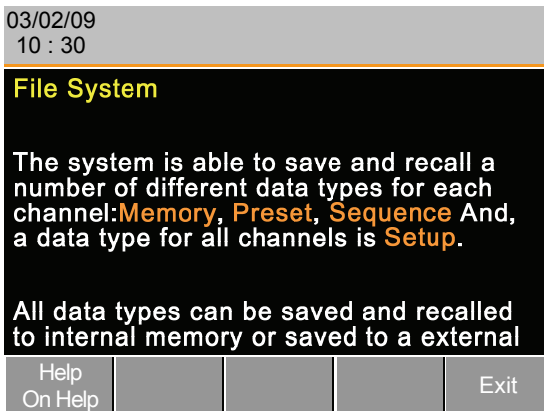 03/02/09
10 : 30
File System
The system is able to save and recall a
number of different data types for each
channel:Memory, Preset, Sequence And,
a data type for all channels is Setup.
All data types can be saved and recalled
to internal memory or saved to a external
Help
On Help
Exit